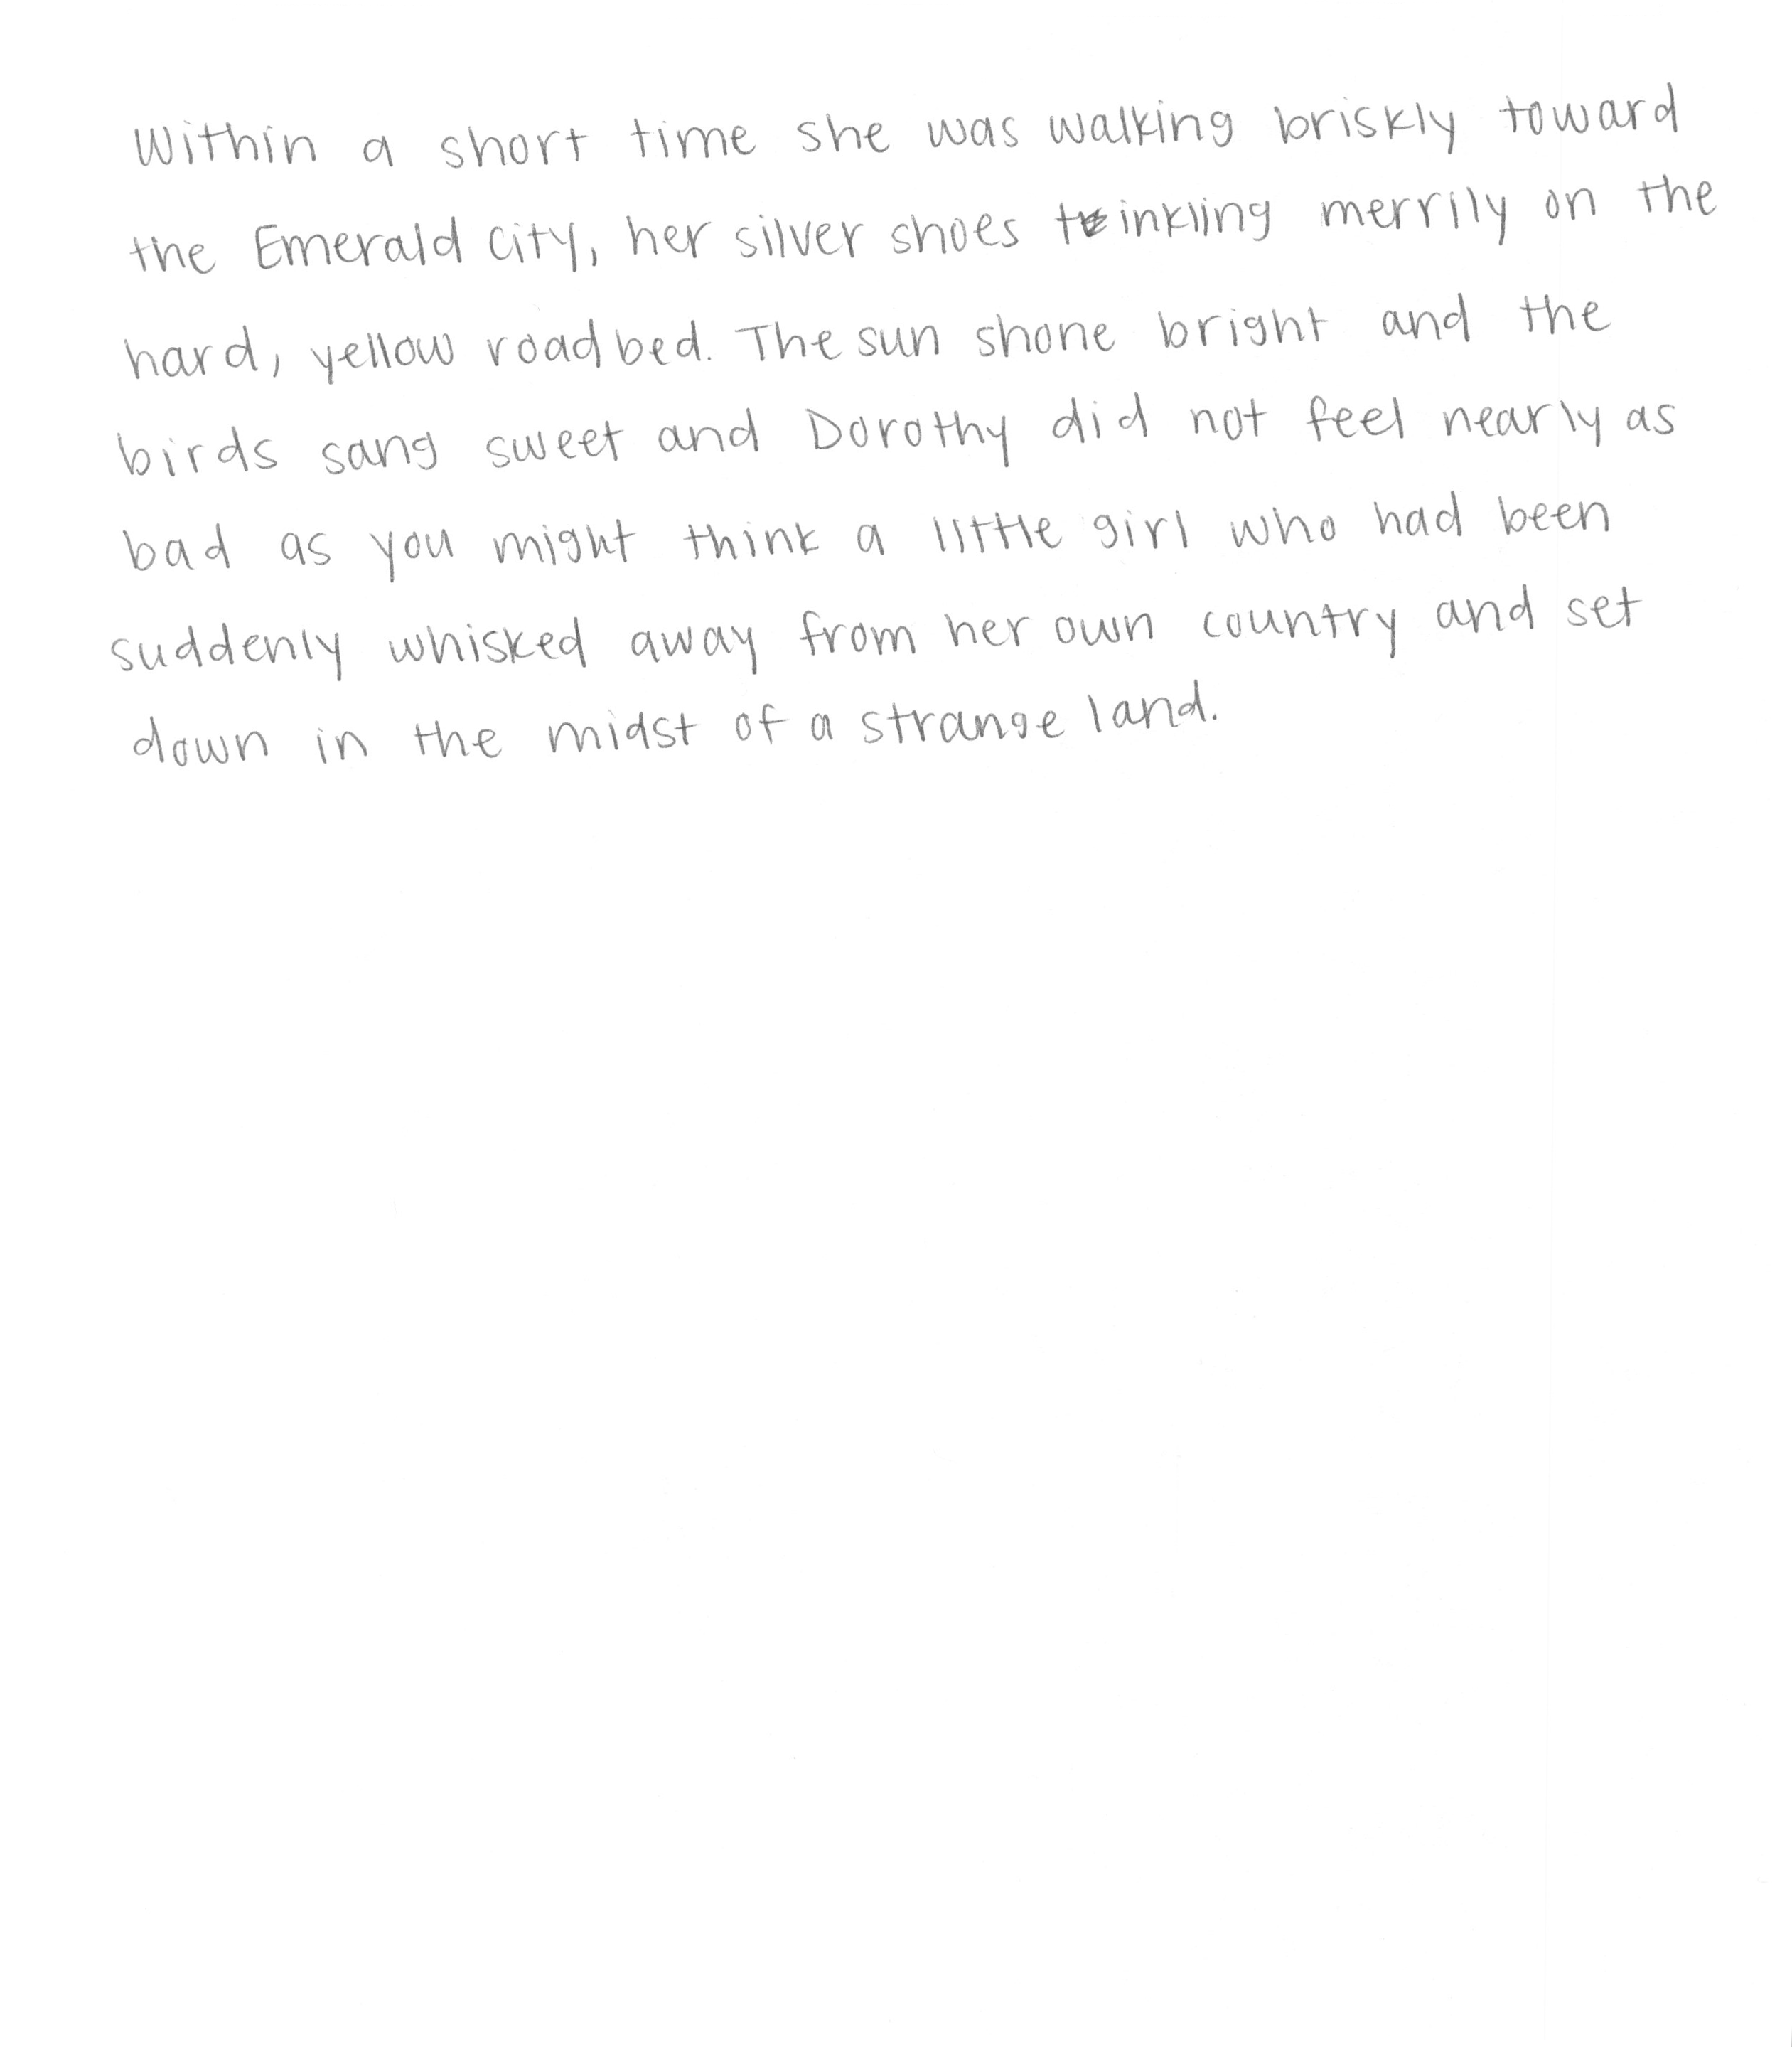 Within a short time she was walking briskly toward
the Emerald City, her silver shoes tinkling merrily on the
hard, yellow roadbed. The sun shone bright and the
birds sang sweet and Dorothy did not feel nearly as
bad as you might think a little girl who had been
suddenly whisked away from her own country and set
down in the midst of a strange land.